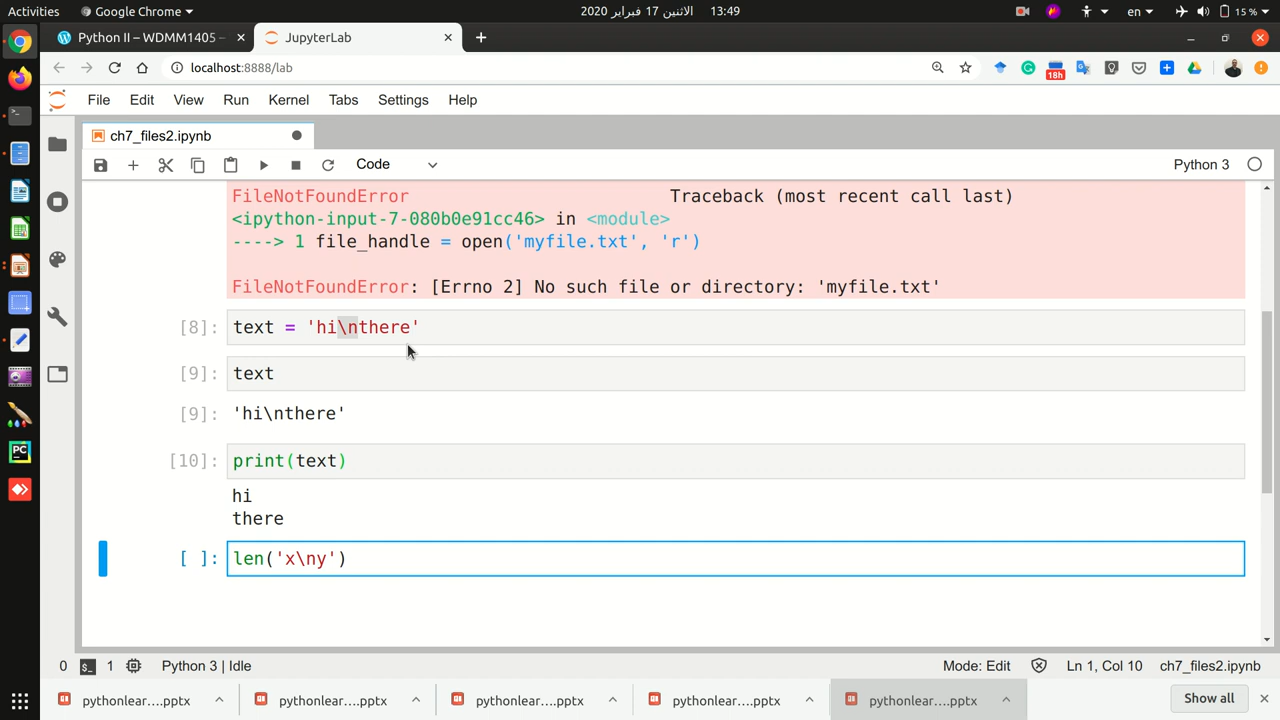 Activities Google Chrome 13:49 2020 الاثنين 17 فبراير en 15 %
Python II – WDMM1405 – JupyterLab
localhost:8888/lab 18h
File Edit View Run Kernel Tabs Settings Help
ch7_files2.ipynb
Code Python 3
FileNotFoundError Traceback (most recent call last)
<ipython-input-7-080b0e91cc46> in <module>
----> 1 file_handle = open('myfile.txt', 'r')
FileNotFoundError: [Errno 2] No such file or directory: 'myfile.txt'
[8]: text = 'hi\nthere'
[9]: text
[9]: 'hi\nthere'
[10]: print(text)
hi
there
[ ]: len('x\ny')
0 $_ 1 Python 3 | Idle Mode: Edit Ln 1, Col 10 ch7_files2.ipynb
pythonlear....pptx pythonlear....pptx pythonlear....pptx pythonlear....pptx pythonlear....pptx Show all
PC